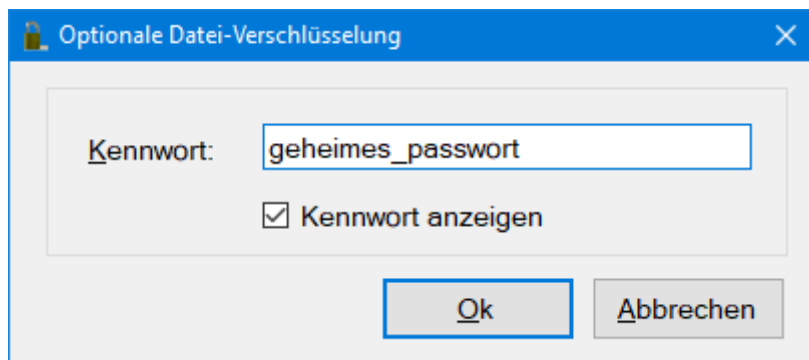 Optionale Datei-Verschlüsselung
Kennwort: geheimes_passwort
Kennwort anzeigen
Ok Abbrechen